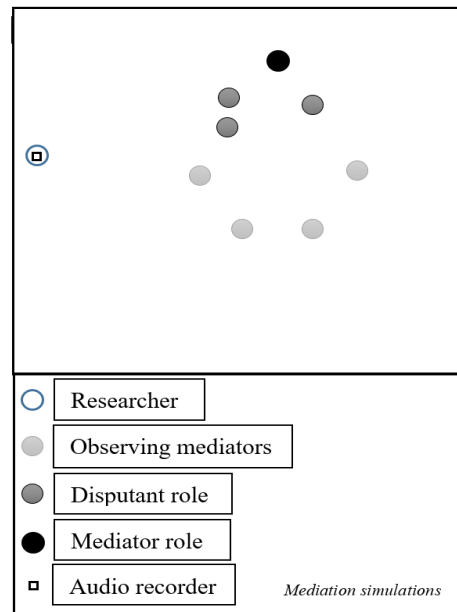 Researcher
Observing mediators
Disputant role
Mediator role
Audio recorder
Mediation simulations